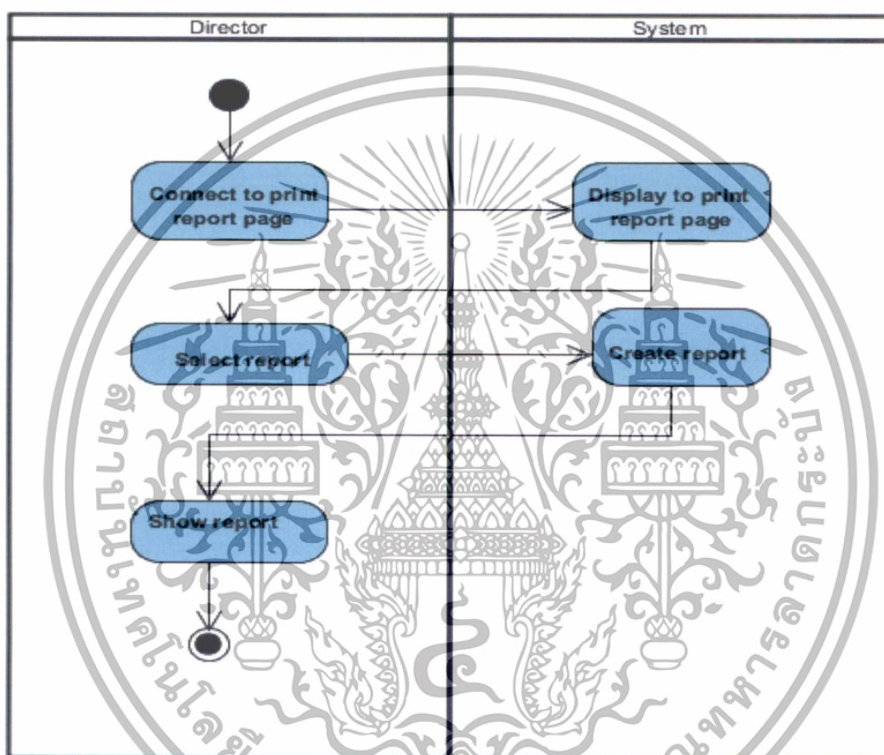 Director
System
Connect to print
report page
Display to print
report page
Select report
Create report
Show report